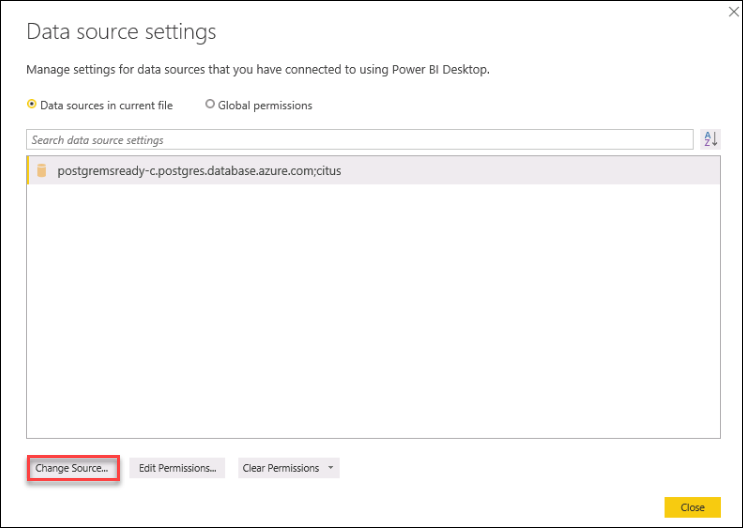 Data source settings
Manage settings for data sources that you have connected to using Power BI Desktop.
Data sources in current file Global permissions
Search data source settings
A
Z
postgremsready-c.postgres.database.azure.com;citus
Change Source... Edit Permissions... Clear Permissions
Close